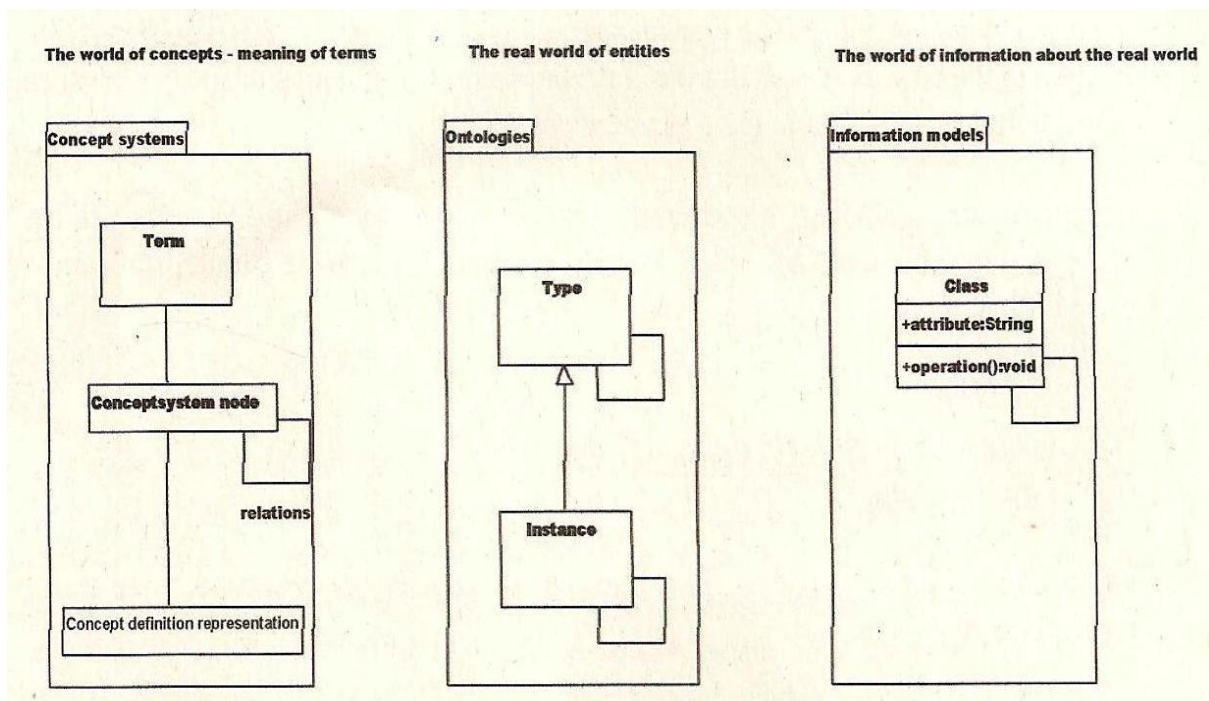 The world of concepts - meaning of terms
The real world of entities
The world of information about the real world
Concept systems
Term
Conceptsystem node
relations
Concept definition representation
Ontologies
Type
Instance
Information models
Class
+attribute:String
+operation():void